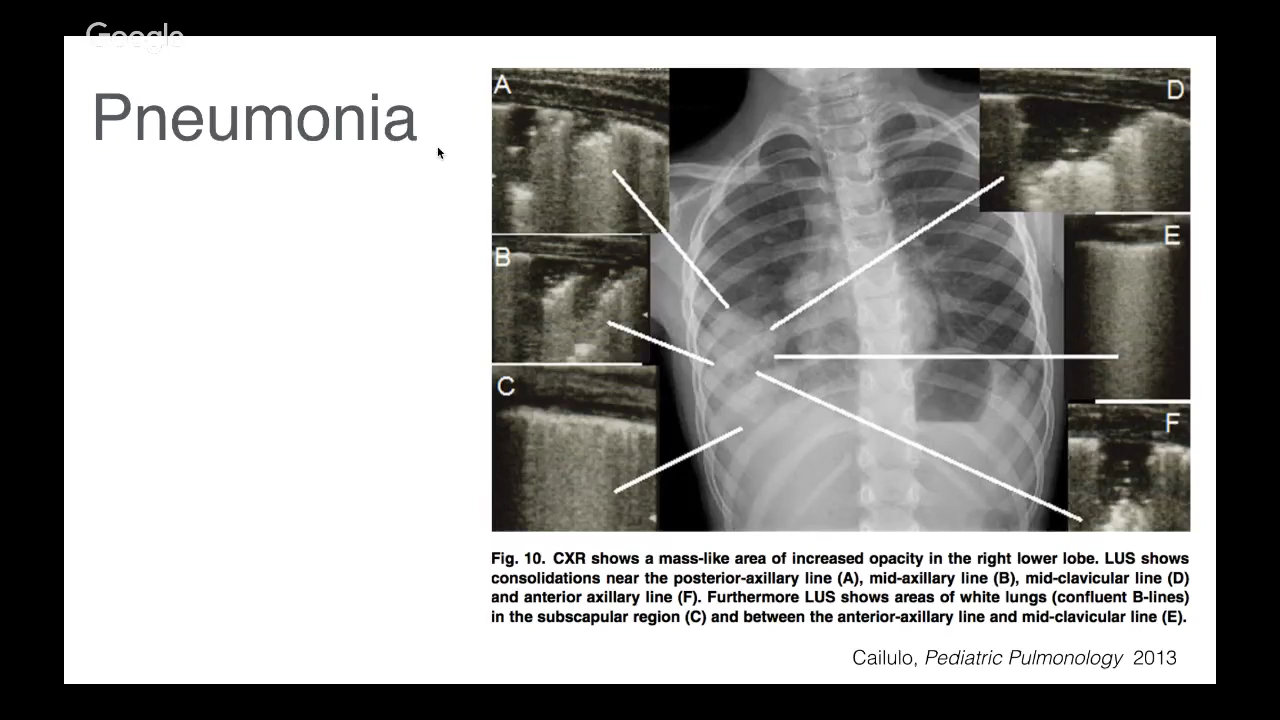 Google
Pneumonia
A
D
E
B
C
F
Fig. 10. CXR shows a mass-like area of increased opacity in the right lower lobe. LUS shows
consolidations near the posterior-axillary line (A), mid-axillary line (B), mid-clavicular line (D)
and anterior axillary line (F). Furthermore LUS shows areas of white lungs (confluent B-lines)
in the subscapular region (C) and between the anterior-axillary line and mid-clavicular line (E).
Cailulo, Pediatric Pulmonology 2013